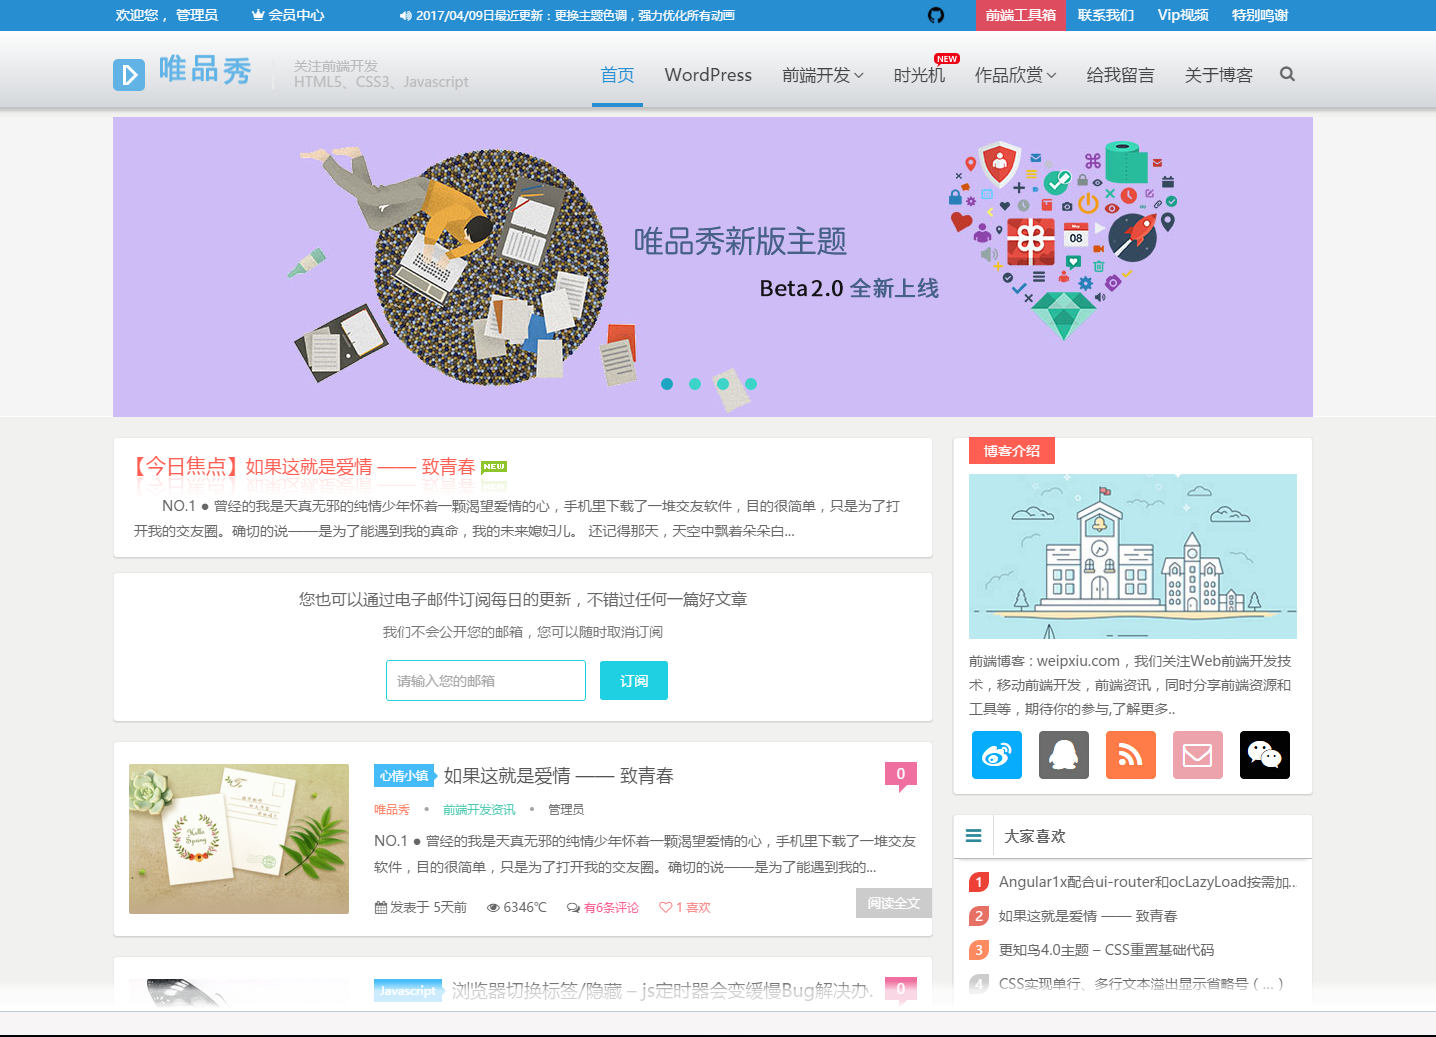 欢迎您， 管理员
会员中心
2017/04/09日最近更新：更换主题色调，强力优化所有动画
前端工具箱
联系我们
Vip视频
特别鸣谢
唯品秀
关注前端开发
HTML5、CSS3、Javascript
首页
WordPress
前端开发
时光机
NEW
作品欣赏
给我留言
关于博客
唯品秀新版主题
Beta2.0 全新上线
08
【今日焦点】如果这就是爱情 —— 致青春 NEW
NO.1 ● 曾经的我是天真无邪的纯情少年怀着一颗渴望爱情的心，手机里下载了一堆交友软件，目的很简单，只是为了打
开我的交友圈。确切的说——是为了能遇到我的真命，我的未来媳妇儿。 还记得那天，天空中飘着朵朵白...
您也可以通过电子邮件订阅每日的更新，不错过任何一篇好文章
我们不会公开您的邮箱，您可以随时取消订阅
请输入您的邮箱
订阅
心情小镇
如果这就是爱情 —— 致青春
0
唯品秀 • 前端开发资讯 • 管理员
Hello
Spring
NO.1 ● 曾经的我是天真无邪的纯情少年怀着一颗渴望爱情的心，手机里下载了一堆交友
软件，目的很简单，只是为了打开我的交友圈。确切的说——是为了能遇到我的...
发表于 5天前
6346℃
有6条评论
1 喜欢
阅读全文
Javascript
浏览器切换标签/隐藏 – js定时器会变缓慢Bug解决办.
0
博客介绍
前端博客 : weipxiu.com，我们关注Web前端开发技
术，移动前端开发，前端资讯，同时分享前端资源和
工具等，期待你的参与,了解更多..
大家喜欢
1 Angular1x配合ui-router和ocLazyLoad按需加...
2 如果这就是爱情 —— 致青春
3 更知鸟4.0主题 – CSS重置基础代码
4 CSS实现单行、多行文本溢出显示省略号（...）